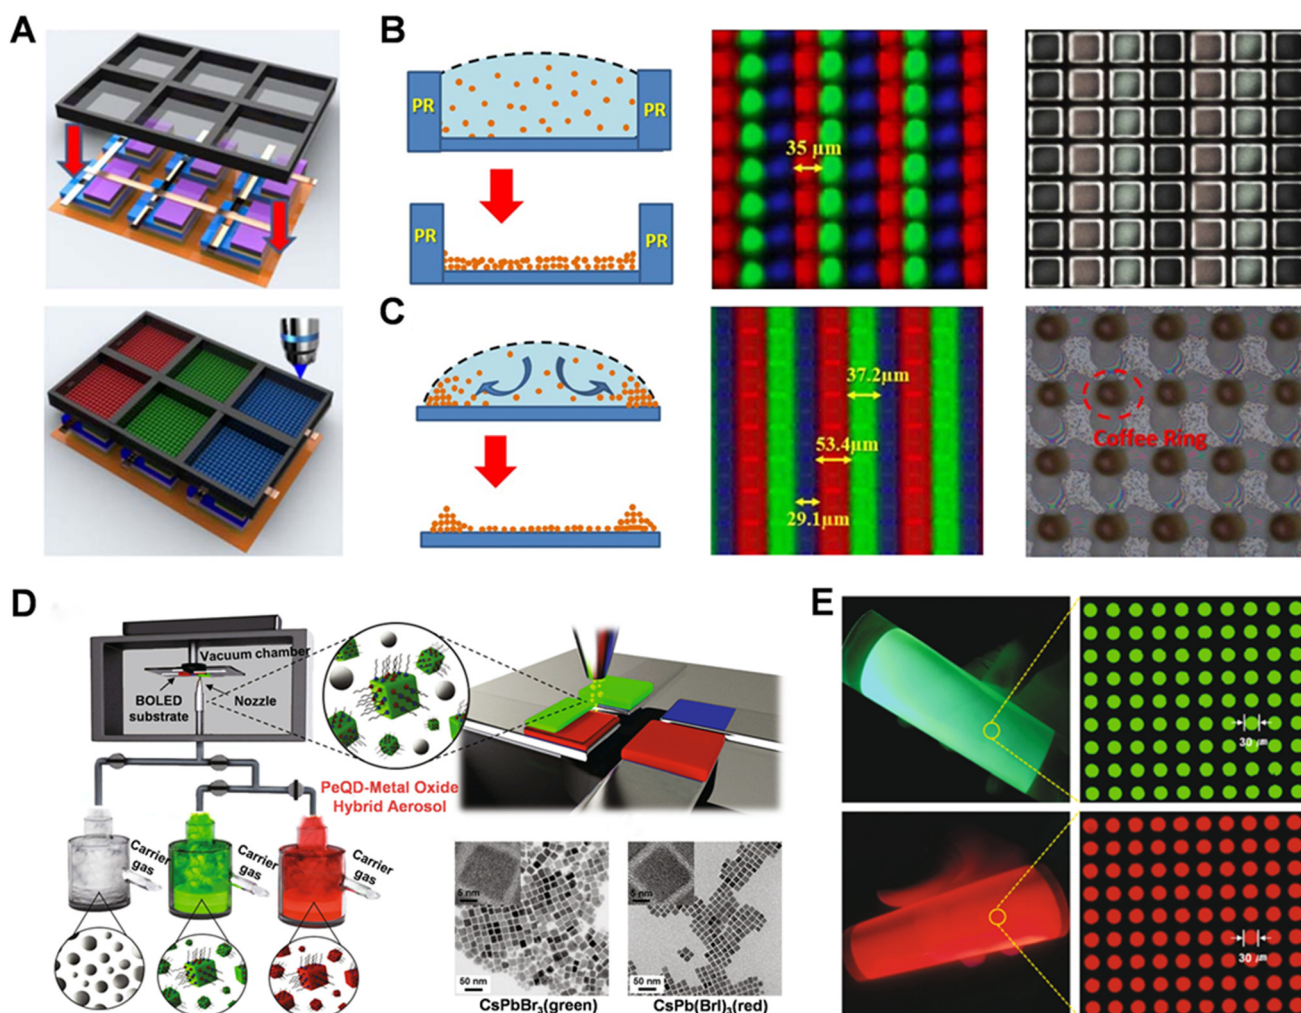 A
B
PR
PR
35 µm
PR
PR
C
37.2µm
53.4µm
29.1µm
Coffee Ring
D
Vacuum chamber
BOLED
substrate
Nozzle
PeQD-Metal Oxide
Hybrid Aerosol
Carrier
gas
Carrier
gas
Carrier
gas
5 nm
50 nm
CsPbBr₃(green)
5 nm
50 nm
CsPb(BrI)₃(red)
E
30 ㎛
30 ㎛